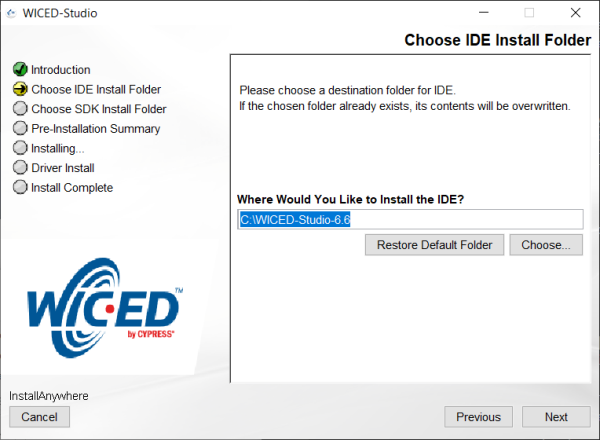 WICED-Studio
Choose IDE Install Folder
Introduction
Choose IDE Install Folder
Choose SDK Install Folder
Pre-Installation Summary
Installing...
Driver Install
Install Complete
Please choose a destination folder for IDE.
If the chosen folder already exists, its contents will be overwritten.
Where Would You Like to Install the IDE?
C:\WICED-Studio-6.6
Restore Default Folder
Choose...
WICED™
by CYPRESS®
InstallAnywhere
Cancel
Previous
Next